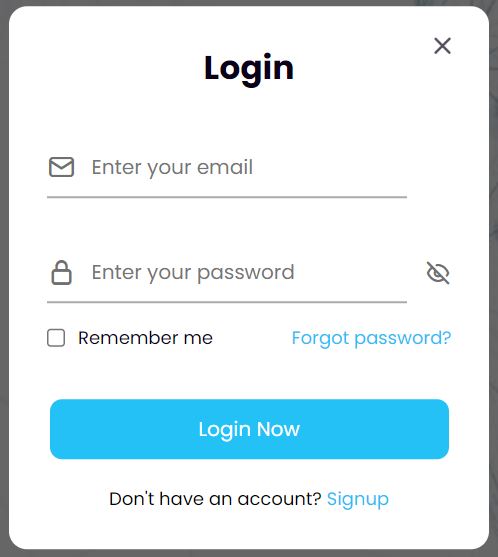 Login
Enter your email
Enter your password
Remember me
Forgot password?
Login Now
Don't have an account? Signup